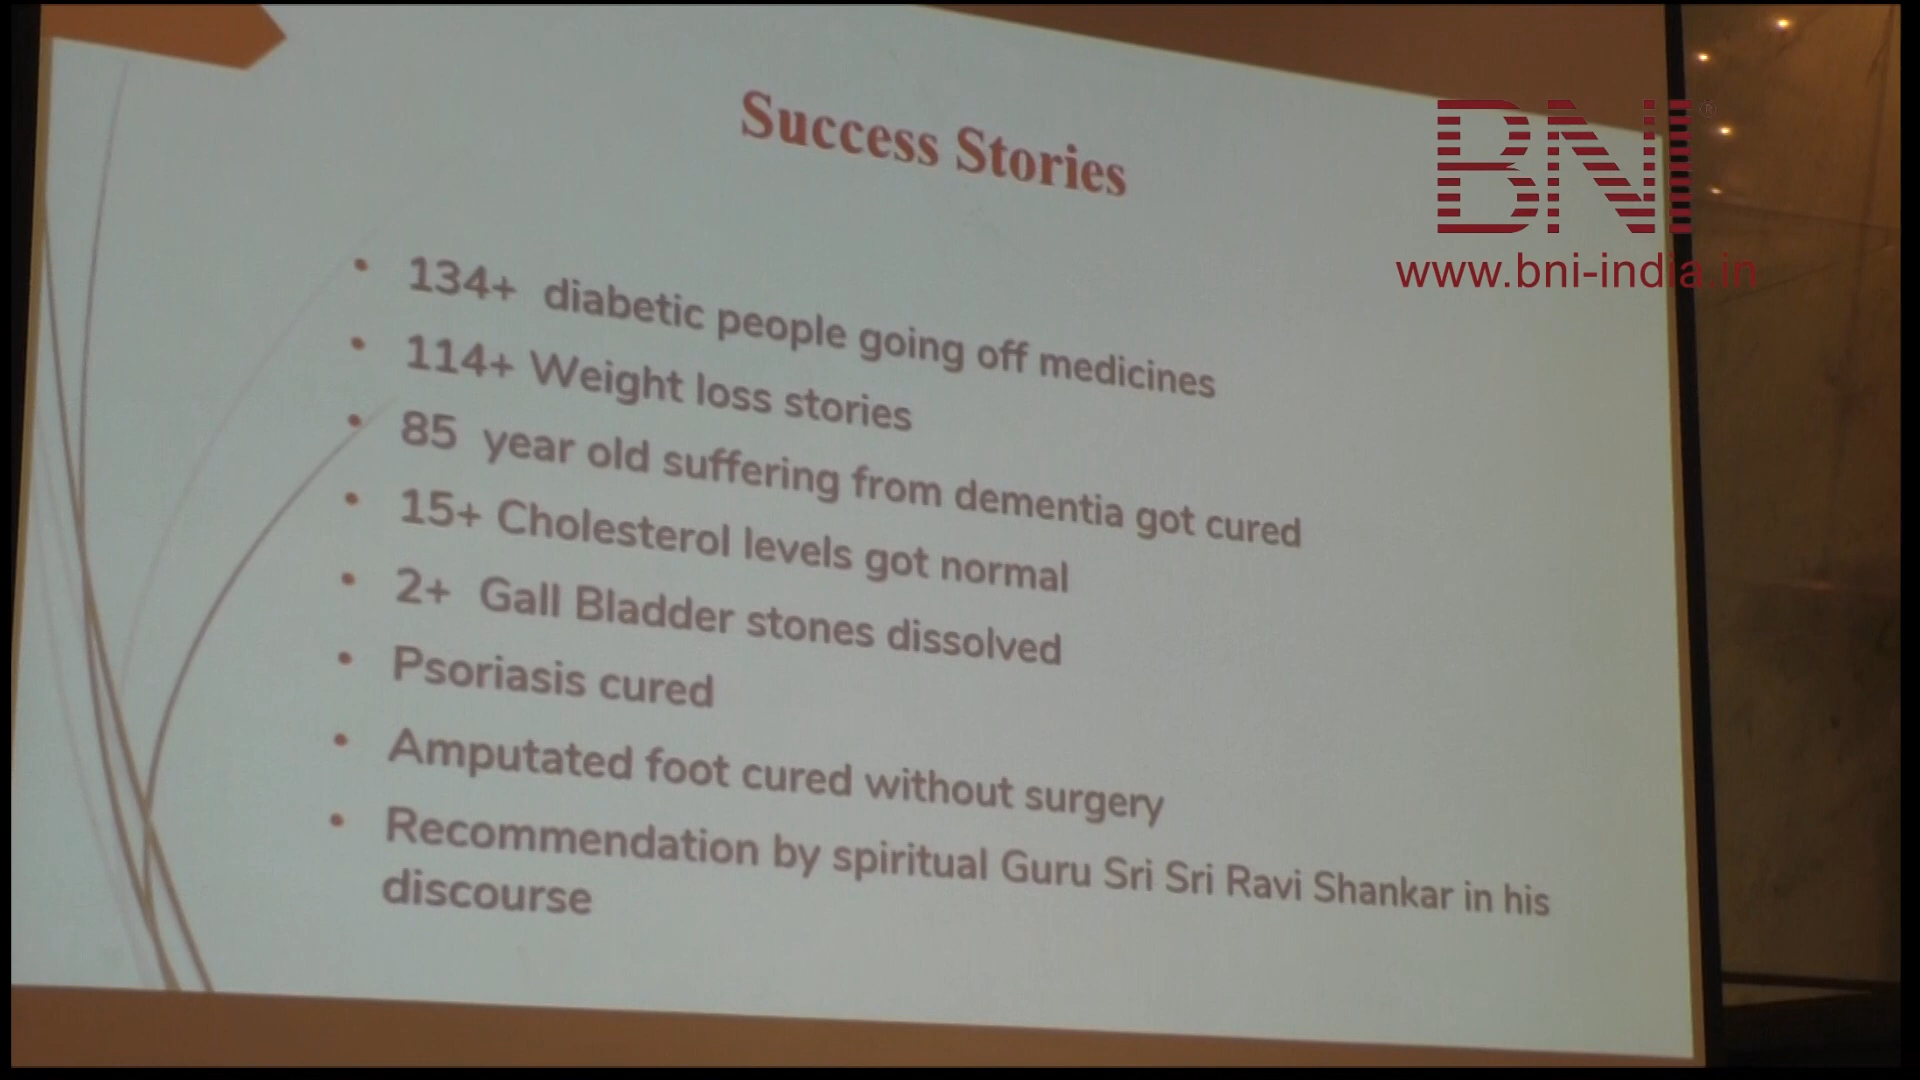 Success Stories
BNI
www.bni-india.in
• 134+ diabetic people going off medicines
• 114+ Weight loss stories
• 85 year old suffering from dementia got cured
• 15+ Cholesterol levels got normal
• 2+ Gall Bladder stones dissolved
• Psoriasis cured
• Amputated foot cured without surgery
• Recommendation by spiritual Guru Sri Sri Ravi Shankar in his
discourse